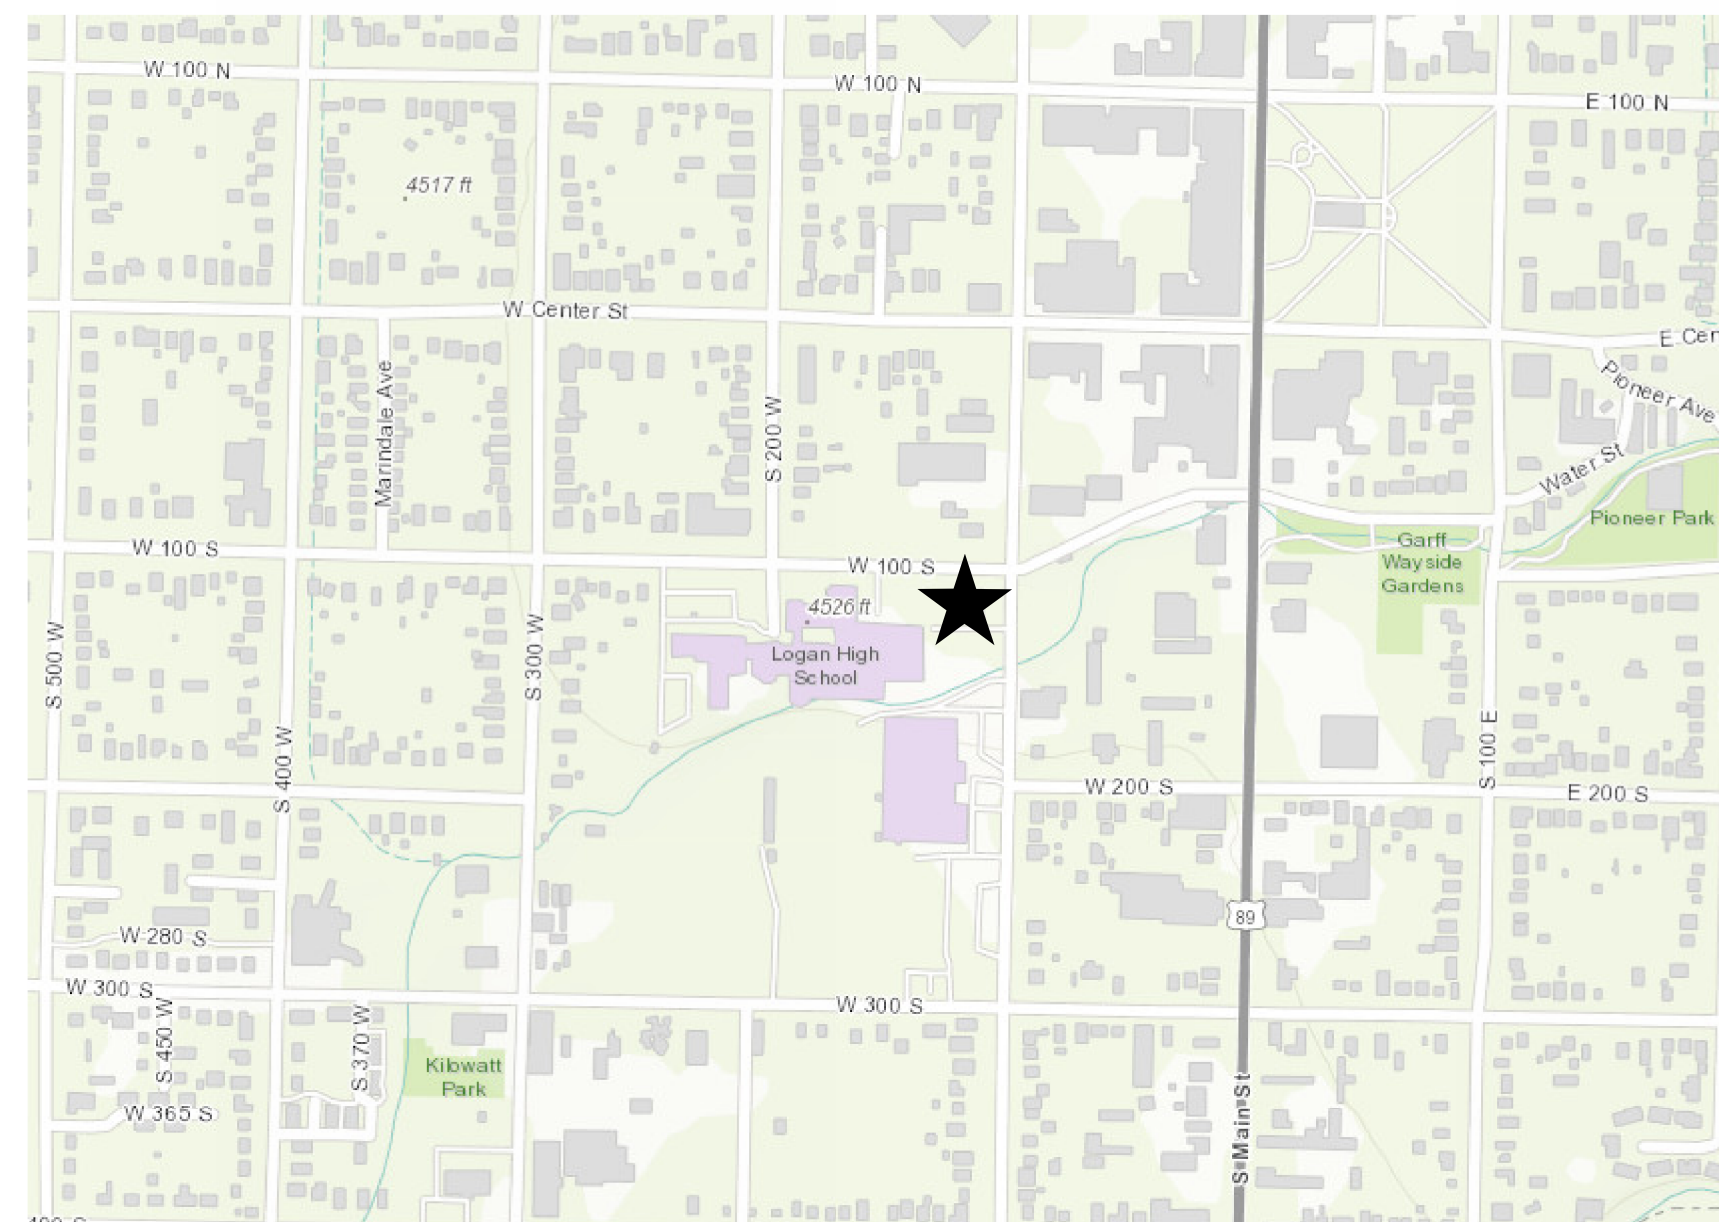 W 100 N
W 100 N
E 100 N
4517 ft
W Center St
E Cen
Pioneer Ave
Marindale Ave
S 200 W
Water St
Pioneer Park
W 100 S
W 100 S
Garff
Wayside
Gardens
4526 ft
Logan High
School
S 500 W
S 300 W
S 400 W
S 100 E
W 200 S
E 200 S
89
W 280 S
W 300 S
W 300 S
S 450 W
S 370 W
Kilowatt
Park
W 365 S
S Main St